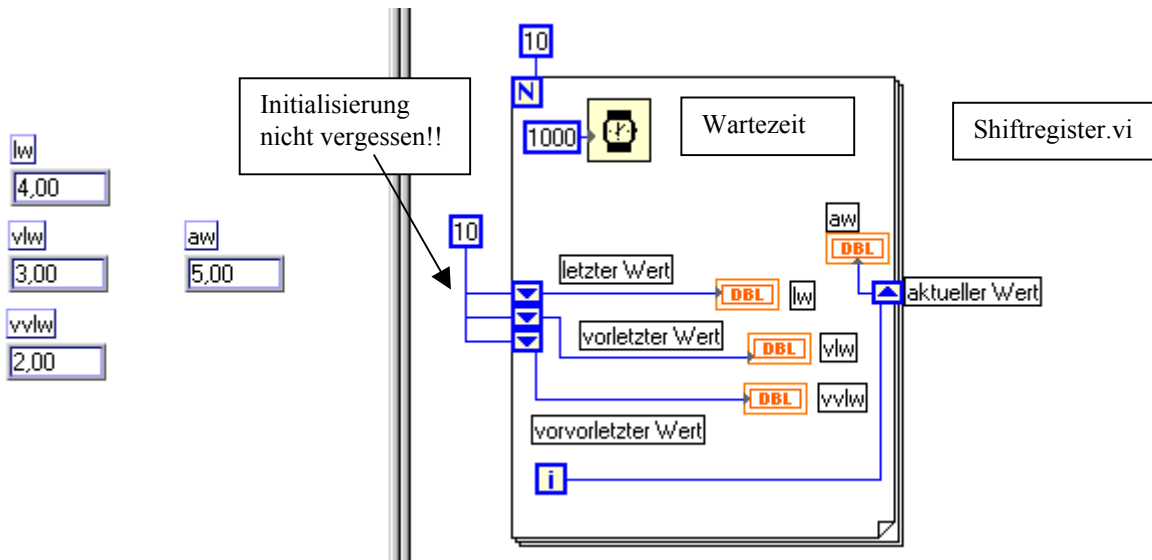 lw
4,00
vlw
3,00
aw
5,00
vvlw
2,00
Initialisierung
nicht vergessen!!
10
N
1000
Wartezeit
Shiftregister.vi
10
aw
DBL
letzter Wert
DBL
lw
aktueller Wert
vorletzter Wert
DBL
vlw
DBL
vvlw
vorvorletzter Wert
i